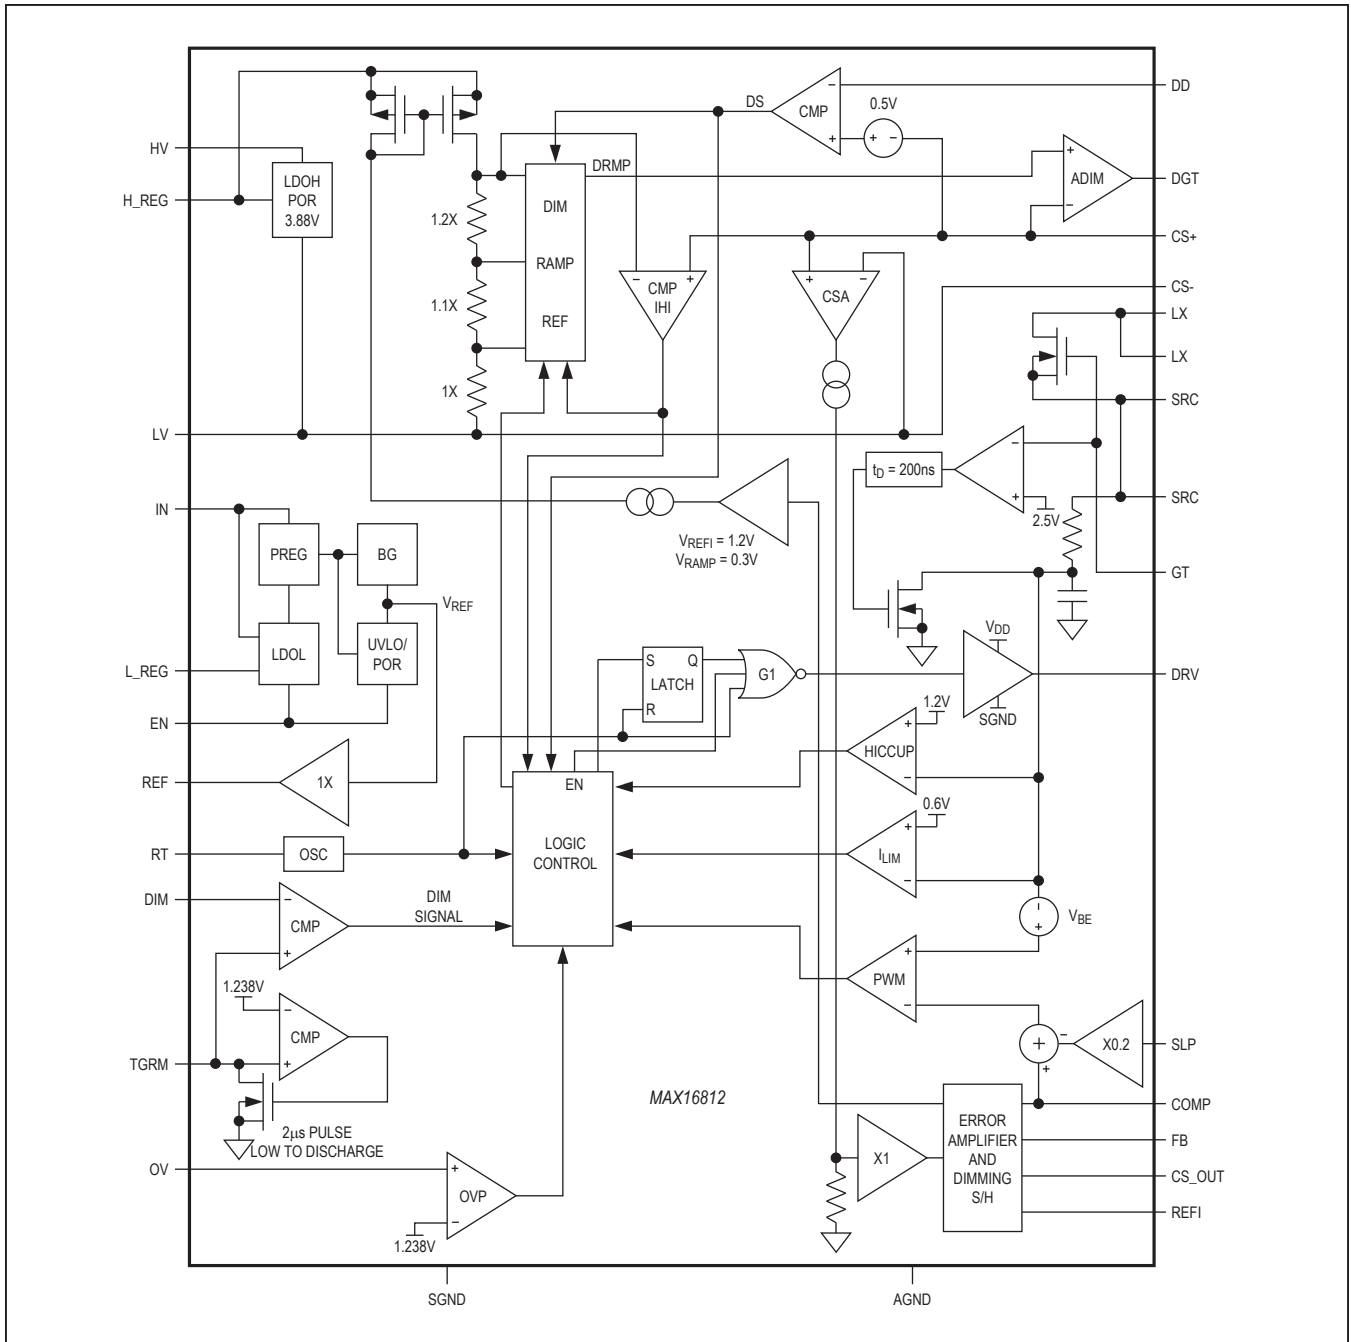 DD
DS
CMP
−
+
0.5V
+ −
HV
LDOH
POR
3.88V
H_REG
DRMP
+
−
ADIM
DGT
1.2X
DIM
RAMP
REF
CS+
− +
CMP
IHI
+ −
CSA
CS-
LX
1.1X
LX
1X
SRC
LV
tD = 200ns
−
+
2.5V
SRC
IN
PREG
BG
VREFI = 1.2V
VRAMP = 0.3V
GT
VREF
LDOL
UVLO/
POR
L_REG
S Q
LATCH
R
G1
VDD
SGND
DRV
EN
1.2V
+
HICCUP
−
REF
1X
EN
LOGIC
CONTROL
0.6V
+
ILIM
−
RT
OSC
DIM
−
CMP
+
DIM
SIGNAL
-
+
VBE
+
PWM
−
1.238V
−
CMP
+
TGRM
2µs PULSE
LOW TO DISCHARGE
+
−
+
X0.2
SLP
MAX16812
COMP
ERROR
AMPLIFIER
AND
DIMMING
S/H
FB
X1
CS_OUT
REFI
OV
+
OVP
−
1.238V
SGND
AGND